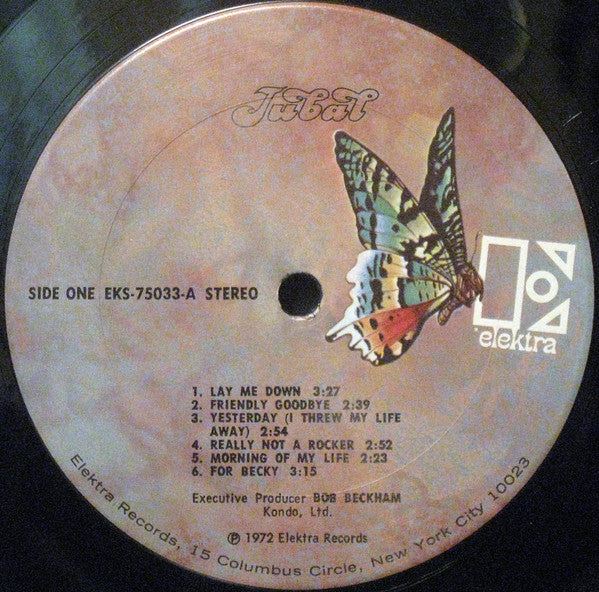 Jubal
elektra
SIDE ONE EKS-75033-A STEREO
1. LAY ME DOWN 3:27
2. FRIENDLY GOODBYE 2:39
3. YESTERDAY (I THREW MY LIFE
AWAY) 2:54
4. REALLY NOT A ROCKER 2:52
5. MORNING OF MY LIFE 2:23
6. FOR BECKY 3:15
Executive Producer BOB BECKHAM
Kondo, Ltd.
℗ 1972 Elektra Records
Elektra Records, 15 Columbus Circle, New York City 10023